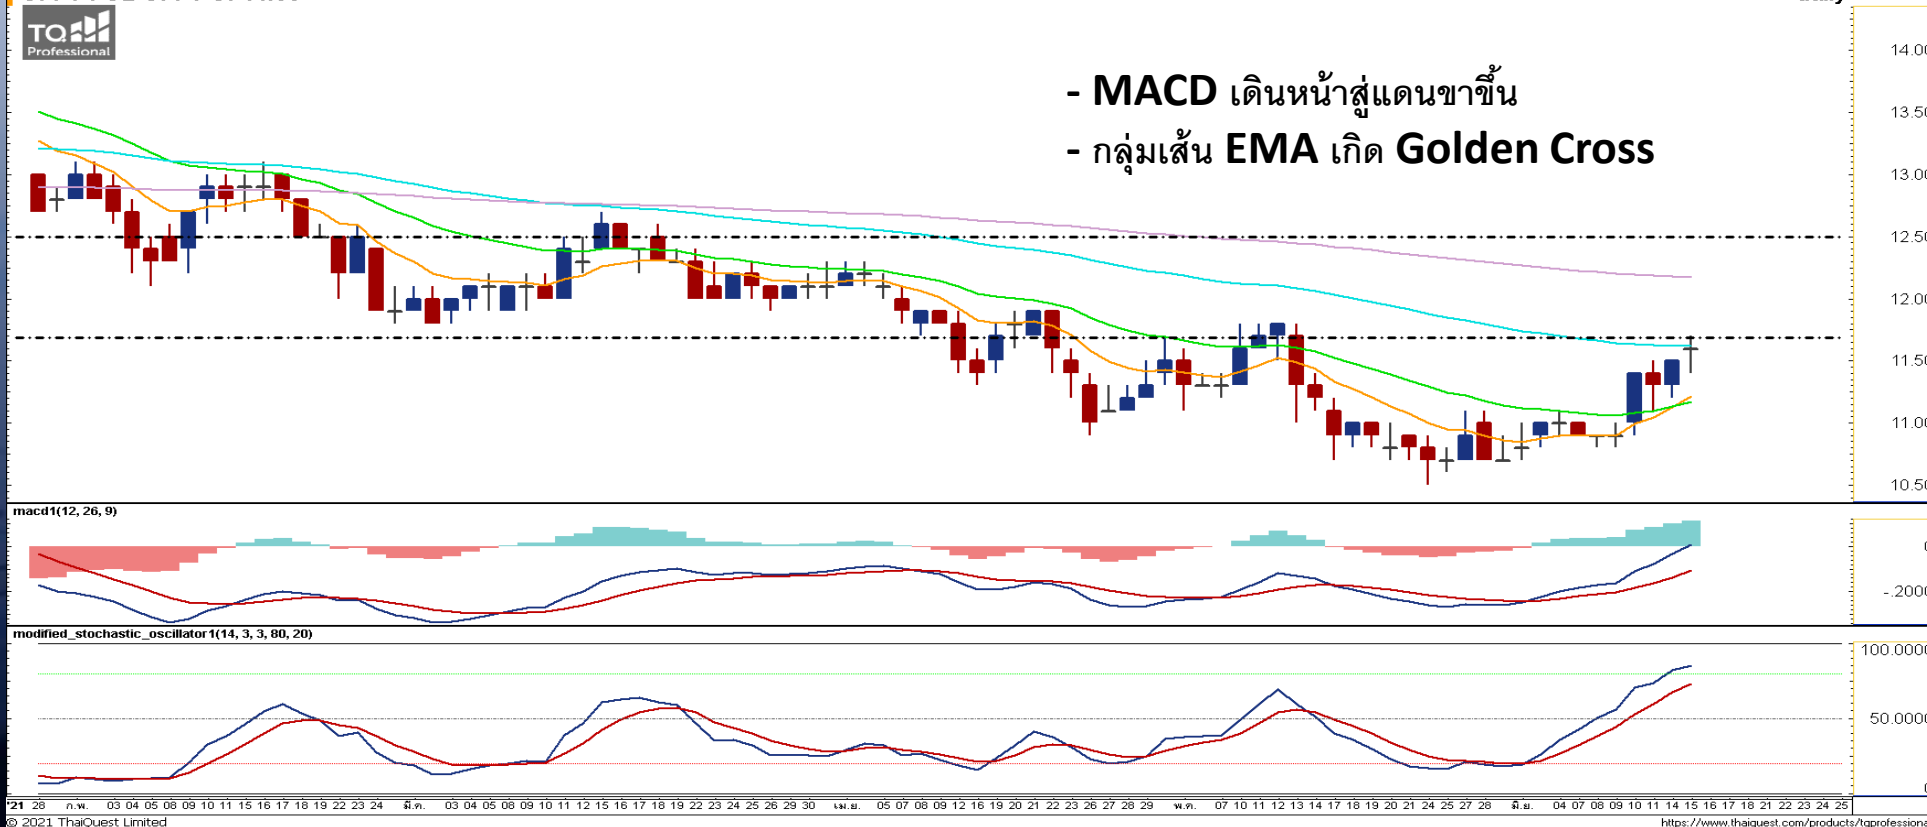 TQ
Professional
- MACD เดินหน้าสู่แดนขาขึ้น
- กลุ่มเส้น EMA เกิด Golden Cross
14.00
13.50
13.00
12.50
12.00
11.50
11.00
10.50
macd1(12, 26, 9)
0
-.2000
modified_stochastic_oscillator1(14, 3, 3, 80, 20)
100.0000
50.0000
0
'21 28 ก.พ. 03 04 05 08 09 10 11 15 16 17 18 19 22 23 24 มี.ค. 03 04 05 08 09 10 11 12 15 16 17 18 19 22 23 24 25 26 29 30 เม.ย. 05 07 08 09 12 16 19 20 21 22 23 26 27 28 29 พ.ค. 07 10 11 12 13 14 17 18 19 20 21 24 25 27 28 มิ.ย. 04 07 08 09 10 11 14 15 16 17 18 21 22 23 24 25
© 2021 ThaiQuest Limited
https://www.thaiquest.com/products/tqprofessional